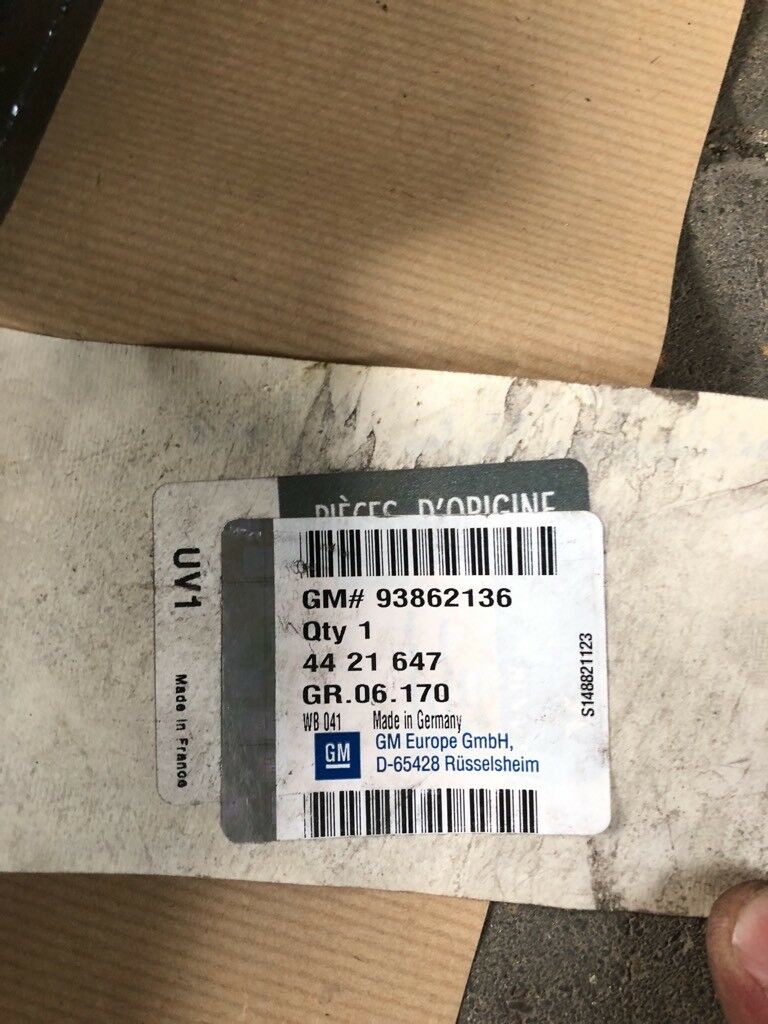 PIÈCES D'ORIGINE
UV1
Made in France
GM# 93862136
Qty 1
44 21 647
GR.06.170
WB 041 Made in Germany
GM
GM Europe GmbH,
D-65428 Rüsselsheim
S148821123